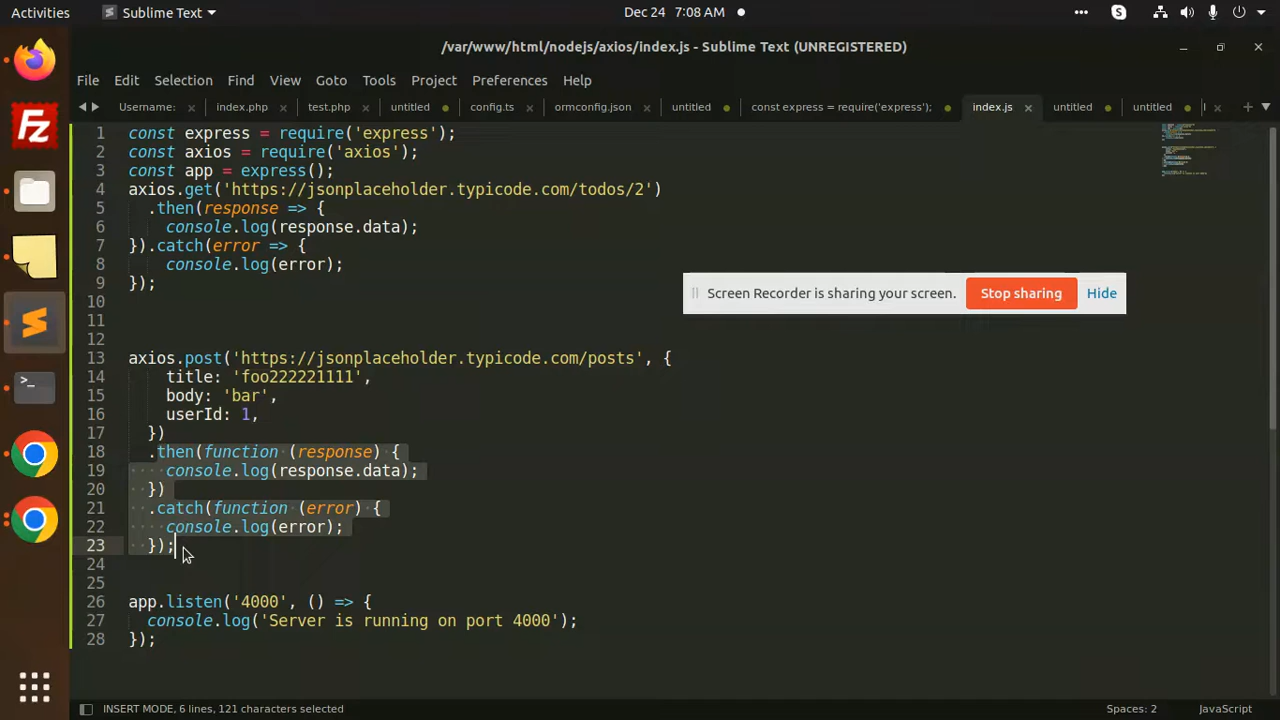 Activities Sublime Text Dec 24 7:08 AM
/var/www/html/nodejs/axios/index.js - Sublime Text (UNREGISTERED)
File Edit Selection Find View Goto Tools Project Preferences Help
Username: index.php test.php untitled config.ts ormconfig.json untitled const express = require('express'); index.js untitled untitled
1 const express = require('express');
2 const axios = require('axios');
3 const app = express();
4 axios.get('https://jsonplaceholder.typicode.com/todos/2')
5 .then(response => {
6 console.log(response.data);
7 }).catch(error => {
8 console.log(error);
9 });
10
11
12
13 axios.post('https://jsonplaceholder.typicode.com/posts', {
14 title: 'foo222221111',
15 body: 'bar',
16 userId: 1,
17 })
18 .then(function (response) {
19 console.log(response.data);
20 })
21 .catch(function (error) {
22 console.log(error);
23 });
24
25
26 app.listen('4000', () => {
27 console.log('Server is running on port 4000');
28 });
Screen Recorder is sharing your screen. Stop sharing Hide
INSERT MODE, 6 lines, 121 characters selected Spaces: 2 JavaScript